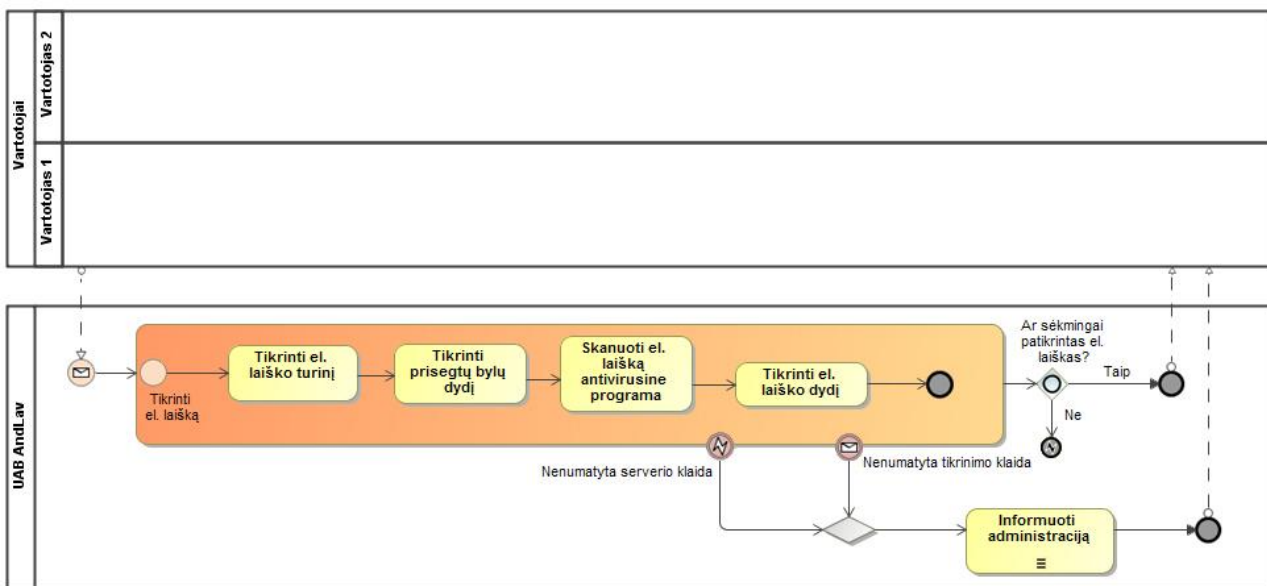 Vartotojai
Vartotojas 2
Vartotojas 1
UAB AndLav
Tikrinti
el. laišką
Tikrinti el.
laiško turinį
Tikrinti
prisegtų bylų
dydį
Skanuoti el.
laišką
antivirusine
programa
Tikrinti el.
laiško dydį
Ar sėkmingai
patikrintas el.
laiškas?
Taip
Ne
Nenumatyta serverio klaida
Nenumatyta tikrinimo klaida
Informuoti
administraciją